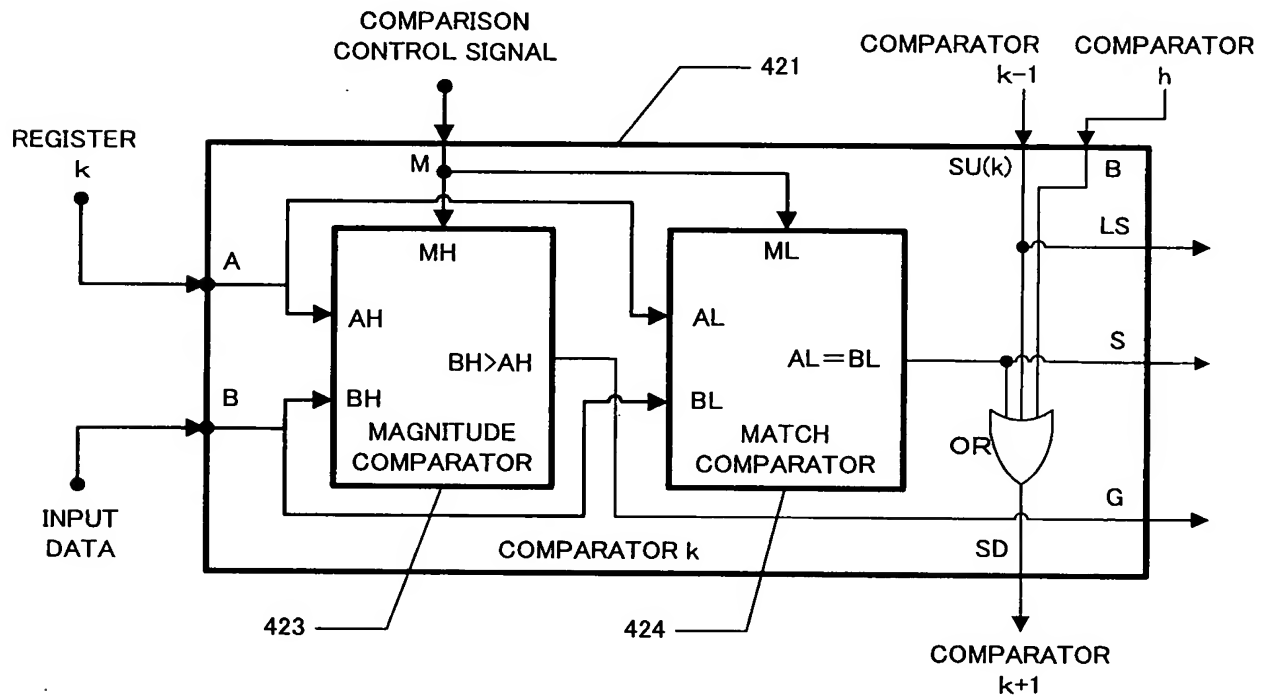 COMPARISON
CONTROL SIGNAL
COMPARATOR
k-1
COMPARATOR
h
421
REGISTER
k
M
SU(k)
B
LS
MH
ML
A
AH
AL
BH>AH
AL=BL
S
B
BH
BL
MAGNITUDE
COMPARATOR
MATCH
COMPARATOR
OR
G
INPUT
DATA
COMPARATOR k
SD
423
424
COMPARATOR
k+1